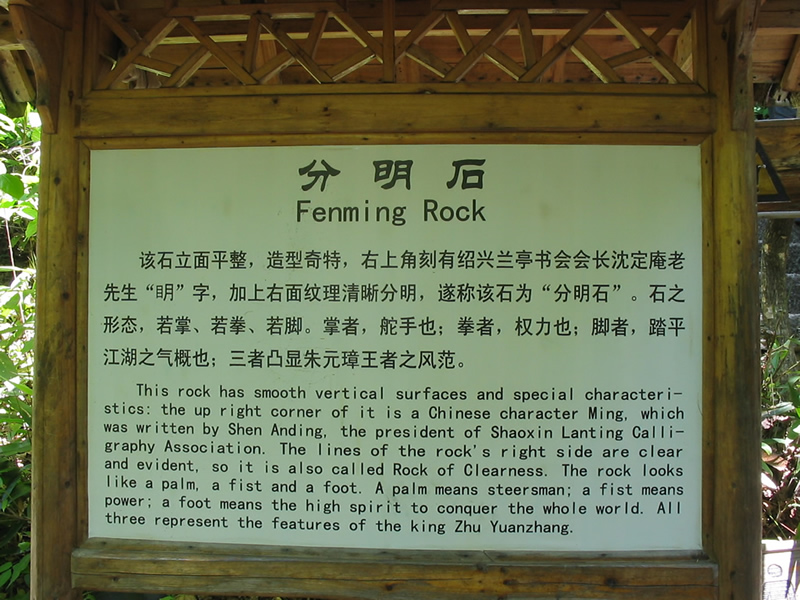 分明石
Fenming Rock
该石立面平整，造型奇特，右上角刻有绍兴兰亭书会会长沈定庵老
先生“明”字，加上右面纹理清晰分明，遂称该石为“分明石”。石之
形态，若掌、若拳、若脚。掌者，舵手也；拳者，权力也；脚者，踏平
江湖之气概也；三者凸显朱元璋王者之风范。
This rock has smooth vertical surfaces and special characteri-
stics: the up right corner of it is a Chinese character Ming, which
was written by Shen Anding, the president of Shaoxin Lanting Calli-
graphy Association. The lines of the rock's right side are clear
and evident, so it is also called Rock of Clearness. The rock looks
like a palm, a fist and a foot. A palm means steersman; a fist means
power; a foot means the high spirit to conquer the whole world. All
three represent the features of the king Zhu Yuanzhang.